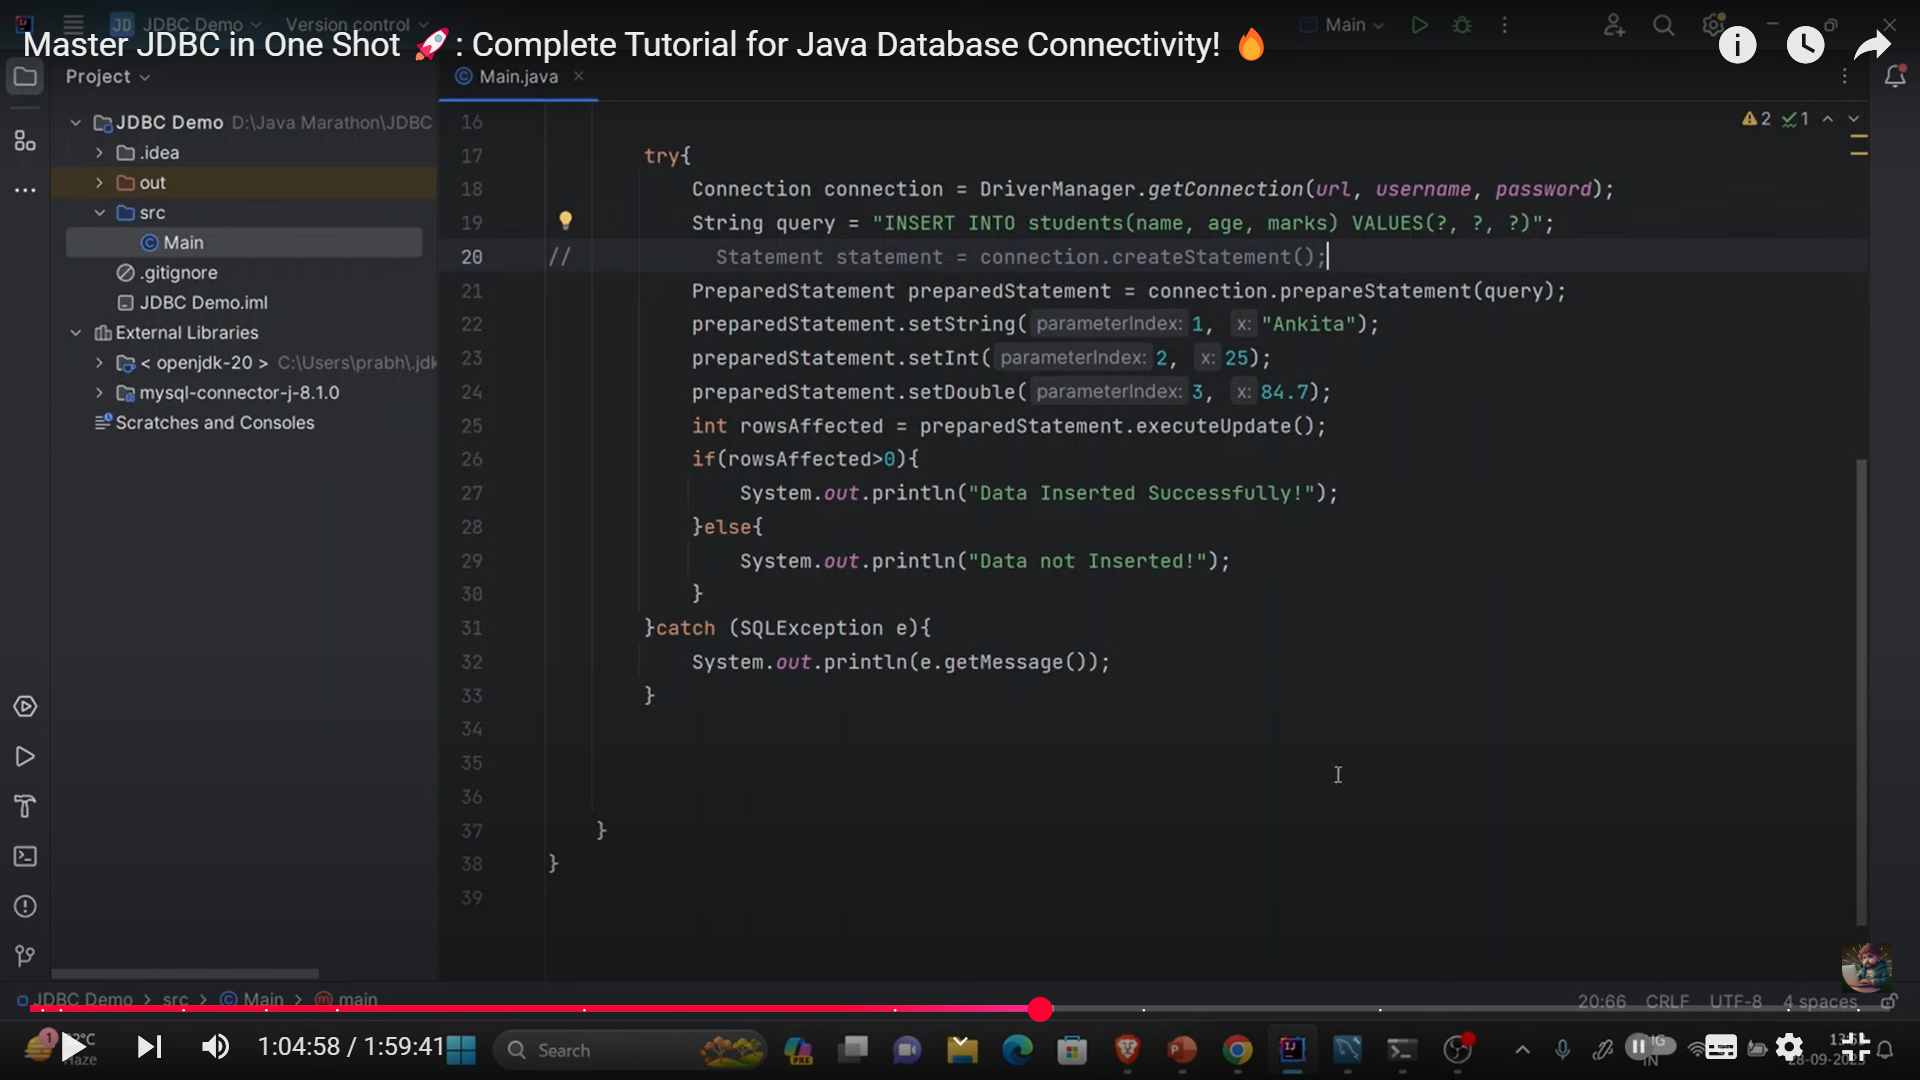 JDBC Demo Version control Main
Master JDBC in One Shot 🚀 : Complete Tutorial for Java Database Connectivity! 🔥
Project
Main.java
JDBC Demo D:\Java Marathon\JDBC
.idea
out
src
Main
.gitignore
JDBC Demo.iml
External Libraries
< openjdk-20 > C:\Users\prabh\.jdk
mysql-connector-j-8.1.0
Scratches and Consoles
2 1
16
17 try{
18 Connection connection = DriverManager.getConnection(url, username, password);
19 String query = "INSERT INTO students(name, age, marks) VALUES(?, ?, ?)";
20 // Statement statement = connection.createStatement();
21 PreparedStatement preparedStatement = connection.prepareStatement(query);
22 preparedStatement.setString( parameterIndex: 1, x: "Ankita");
23 preparedStatement.setInt( parameterIndex: 2, x: 25);
24 preparedStatement.setDouble( parameterIndex: 3, x: 84.7);
25 int rowsAffected = preparedStatement.executeUpdate();
26 if(rowsAffected>0){
27 System.out.println("Data Inserted Successfully!");
28 }else{
29 System.out.println("Data not Inserted!");
30 }
31 }catch (SQLException e){
32 System.out.println(e.getMessage());
33 }
34
35
36
37 }
38 }
39
JDBC Demo > src > Main > main
20:66 CRLF UTF-8 4 spaces
1:04:58 / 1:59:41
Search
Haze